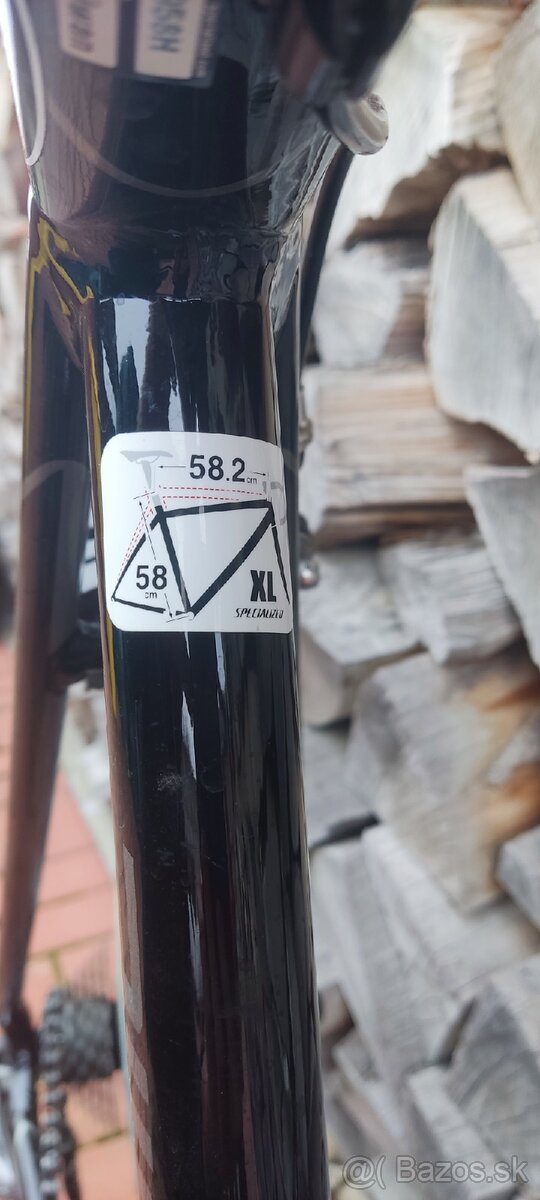 58.2 cm
58
cm
XL
SPECIALIZED
@( Bazos.sk